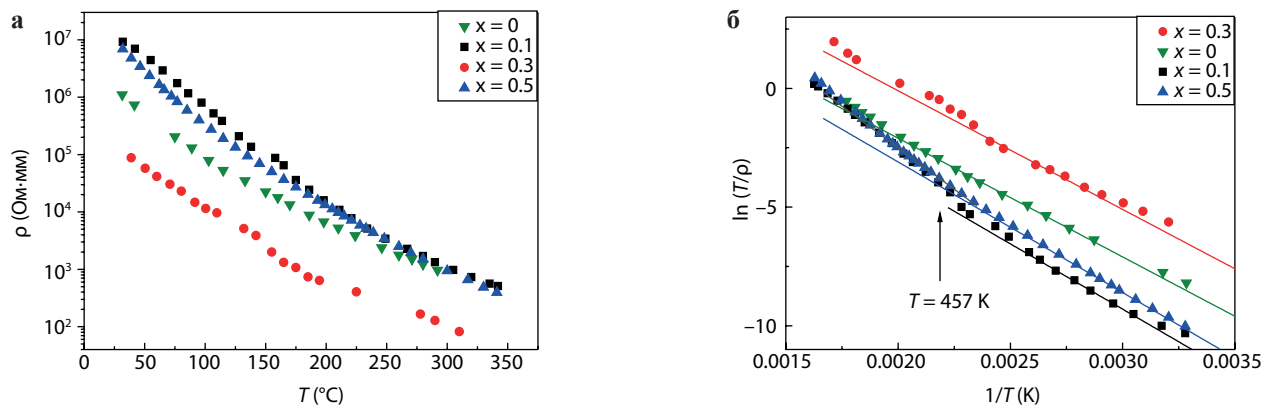 а
x = 0
x = 0.1
x = 0.3
x = 0.5
10⁷
10⁶
10⁵
10⁴
10³
10²
ρ (Ом·мм)
0 50 100 150 200 250 300 350
T (°C)
б
x = 0.3
x = 0
x = 0.1
x = 0.5
0
−5
−10
ln (T/ρ)
T = 457 K
0.0015 0.0020 0.0025 0.0030 0.0035
1/T (K)